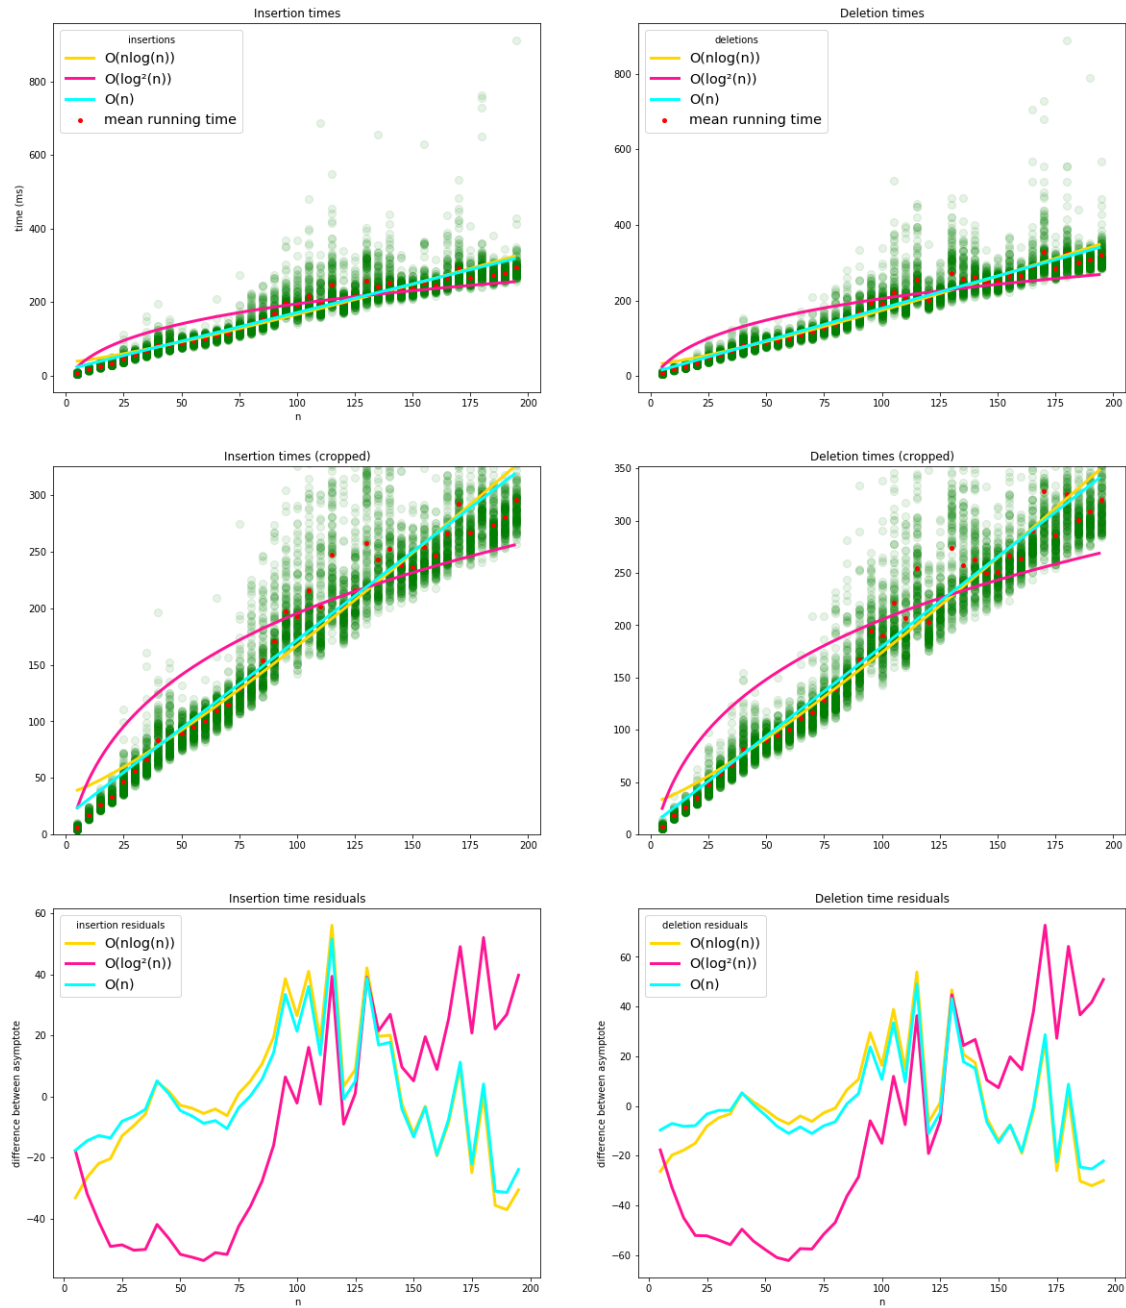 Insertion times
insertions
O(nlog(n))
O(log²(n))
O(n)
mean running time
time (ms)
800
600
400
200
0
0 25 50 75 100 125 150 175 200
n
Deletion times
deletions
O(nlog(n))
O(log²(n))
O(n)
mean running time
800
600
400
200
0
0 25 50 75 100 125 150 175 200
Insertion times (cropped)
300
250
200
150
100
50
0
0 25 50 75 100 125 150 175 200
Deletion times (cropped)
350
300
250
200
150
100
50
0
0 25 50 75 100 125 150 175 200
Insertion time residuals
insertion residuals
O(nlog(n))
O(log²(n))
O(n)
difference between asymptote
60
40
20
0
−20
−40
0 25 50 75 100 125 150 175 200
n
Deletion time residuals
deletion residuals
O(nlog(n))
O(log²(n))
O(n)
difference between asymptote
60
40
20
0
−20
−40
−60
0 25 50 75 100 125 150 175 200
n